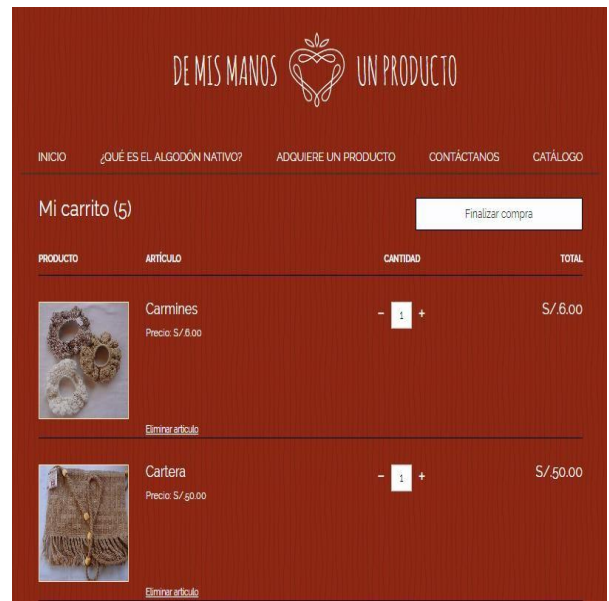 DE MIS MANOS UN PRODUCTO
INICIO ¿QUÉ ES EL ALGODÓN NATIVO? ADQUIERE UN PRODUCTO CONTÁCTANOS CATÁLOGO
Mi carrito (5) Finalizar compra
PRODUCTO ARTÍCULO CANTIDAD TOTAL
Carmines - 1 + S/.6.00
Precio: S/.6.00
Eliminar articulo
Cartera - 1 + S/.50.00
Precio: S/.50.00
Eliminar articulo